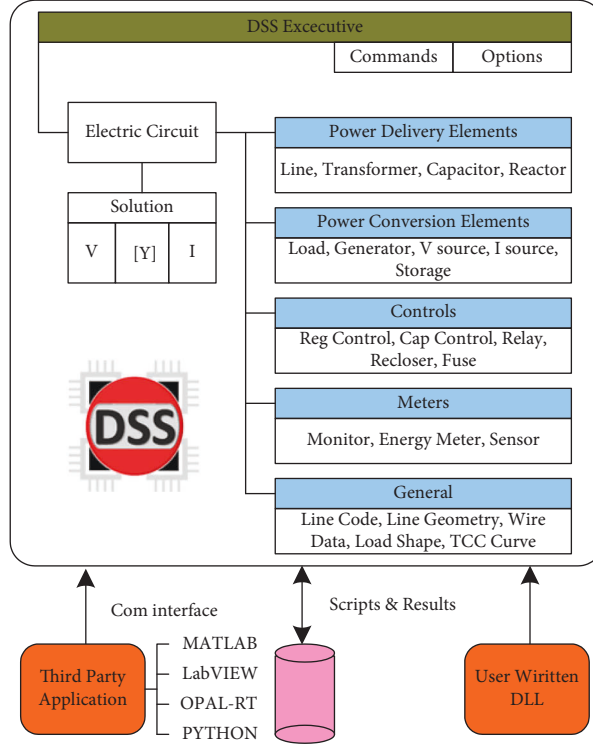 DSS Excecutive
Commands
Options
Electric Circuit
Solution
V
[Y]
I
Power Delivery Elements
Line, Transformer, Capacitor, Reactor
Power Conversion Elements
Load, Generator, V source, I source,
Storage
Controls
Reg Control, Cap Control, Relay,
Recloser, Fuse
Meters
Monitor, Energy Meter, Sensor
General
Line Code, Line Geometry, Wire
Data, Load Shape, TCC Curve
DSS
Com interface
Scripts & Results
Third Party
Application
MATLAB
LabVIEW
OPAL-RT
PYTHON
User Wiritten
DLL